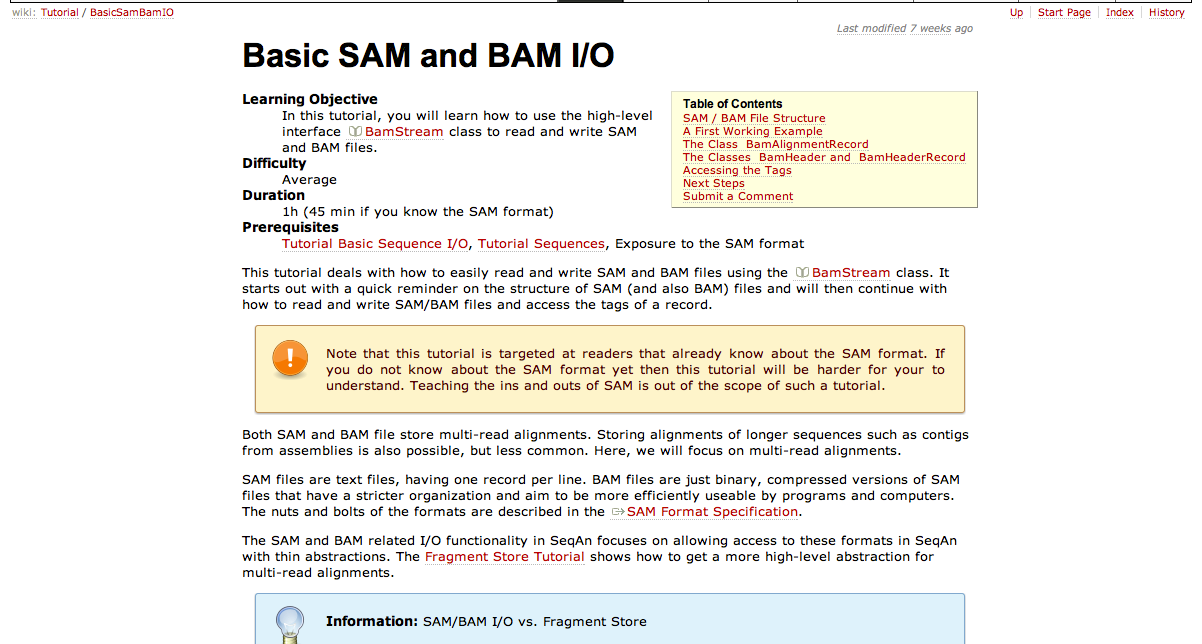 wiki: Tutorial / BasicSamBamIO
Up Start Page Index History
Last modified 7 weeks ago
Basic SAM and BAM I/O
Learning Objective
In this tutorial, you will learn how to use the high-level
interface BamStream class to read and write SAM
and BAM files.
Difficulty
Average
Duration
1h (45 min if you know the SAM format)
Prerequisites
Tutorial Basic Sequence I/O, Tutorial Sequences, Exposure to the SAM format
Table of Contents
SAM / BAM File Structure
A First Working Example
The Class BamAlignmentRecord
The Classes BamHeader and BamHeaderRecord
Accessing the Tags
Next Steps
Submit a Comment
This tutorial deals with how to easily read and write SAM and BAM files using the BamStream class. It
starts out with a quick reminder on the structure of SAM (and also BAM) files and will then continue with
how to read and write SAM/BAM files and access the tags of a record.
Note that this tutorial is targeted at readers that already know about the SAM format. If
you do not know about the SAM format yet then this tutorial will be harder for your to
understand. Teaching the ins and outs of SAM is out of the scope of such a tutorial.
Both SAM and BAM file store multi-read alignments. Storing alignments of longer sequences such as contigs
from assemblies is also possible, but less common. Here, we will focus on multi-read alignments.
SAM files are text files, having one record per line. BAM files are just binary, compressed versions of SAM
files that have a stricter organization and aim to be more efficiently useable by programs and computers.
The nuts and bolts of the formats are described in the SAM Format Specification.
The SAM and BAM related I/O functionality in SeqAn focuses on allowing access to these formats in SeqAn
with thin abstractions. The Fragment Store Tutorial shows how to get a more high-level abstraction for
multi-read alignments.
Information: SAM/BAM I/O vs. Fragment Store